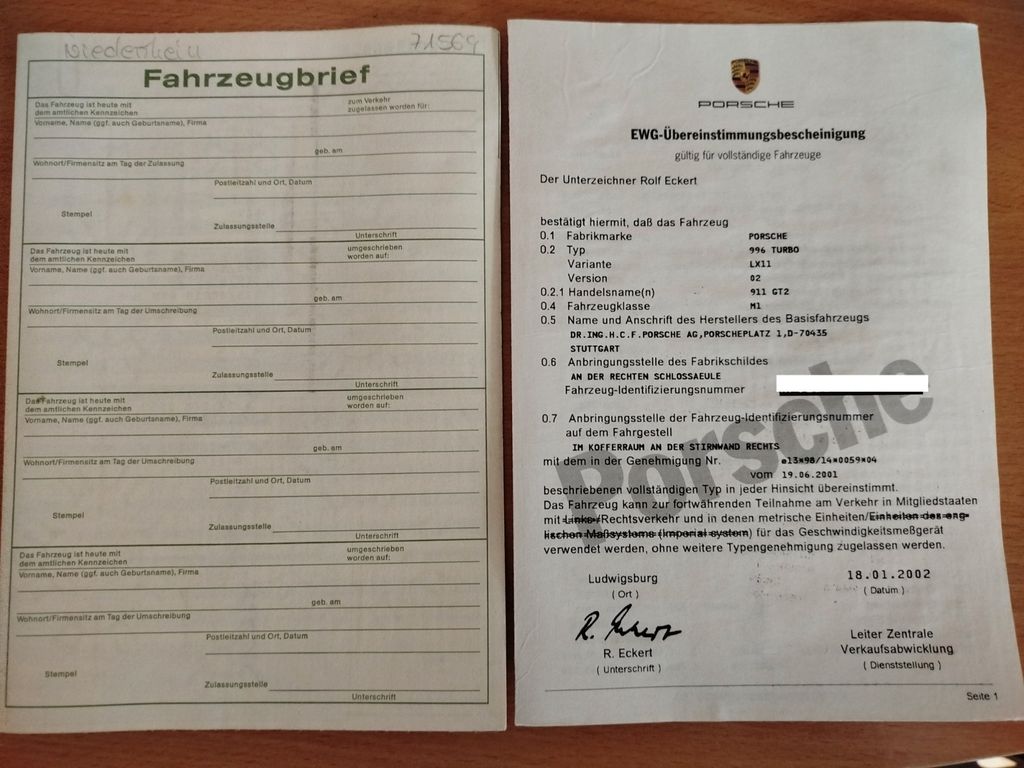 Niederrhein
71569
Fahrzeugbrief
Das Fahrzeug ist heute mit
dem amtlichen Kennzeichen
zum Verkehr
zugelassen worden für:
Vorname, Name (ggf. auch Geburtsname), Firma
geb. am
Wohnort/Firmensitz am Tag der Zulassung
Postleitzahl und Ort, Datum
Stempel
Zulassungsstelle
Unterschrift
Das Fahrzeug ist heute mit
dem amtlichen Kennzeichen
umgeschrieben
worden auf:
Vorname, Name (ggf. auch Geburtsname), Firma
geb. am
Wohnort/Firmensitz am Tag der Umschreibung
Postleitzahl und Ort, Datum
Stempel
Zulassungsstelle
Unterschrift
Das Fahrzeug ist heute mit
dem amtlichen Kennzeichen
umgeschrieben
worden auf:
Vorname, Name (ggf. auch Geburtsname), Firma
geb. am
Wohnort/Firmensitz am Tag der Umschreibung
Postleitzahl und Ort, Datum
Stempel
Zulassungsstelle
Unterschrift
Das Fahrzeug ist heute mit
dem amtlichen Kennzeichen
umgeschrieben
worden auf:
Vorname, Name (ggf. auch Geburtsname), Firma
geb. am
Wohnort/Firmensitz am Tag der Umschreibung
Postleitzahl und Ort, Datum
Stempel
Zulassungsstelle
Unterschrift
PORSCHE
EWG-Übereinstimmungsbescheinigung
gültig für vollständige Fahrzeuge
Der Unterzeichner Rolf Eckert
bestätigt hiermit, daß das Fahrzeug
0.1 Fabrikmarke PORSCHE
0.2 Typ 996 TURBO
Variante LX11
Version 02
0.2.1 Handelsname(n) 911 GT2
0.4 Fahrzeugklasse M1
0.5 Name und Anschrift des Herstellers des Basisfahrzeugs
DR.ING.H.C.F.PORSCHE AG,PORSCHEPLATZ 1,D-70435
STUTTGART
0.6 Anbringungsstelle des Fabrikschildes
AN DER RECHTEN SCHLOSSAEULE
Fahrzeug-Identifizierungsnummer
0.7 Anbringungsstelle der Fahrzeug-Identifizierungsnummer
auf dem Fahrgestell
IM KOFFERRAUM AN DER STIRNWAND RECHTS
mit dem in der Genehmigung Nr. e13*98/14*0059*04
vom 19.06.2001
beschriebenen vollständigen Typ in jeder Hinsicht übereinstimmt.
Das Fahrzeug kann zur fortwährenden Teilnahme am Verkehr in Mitgliedstaaten
mit Links-/Rechtsverkehr und in denen metrische Einheiten/Einheiten des eng-
lischen Maßsystems (Imperial system) für das Geschwindigkeitsmeßgerät
verwendet werden, ohne weitere Typengenehmigung zugelassen werden.
Porsche
Ludwigsburg
( Ort )
18.01.2002
( Datum )
R. Eckert
R. Eckert
( Unterschrift )
Leiter Zentrale
Verkaufsabwicklung
( Dienststellung )
Seite 1